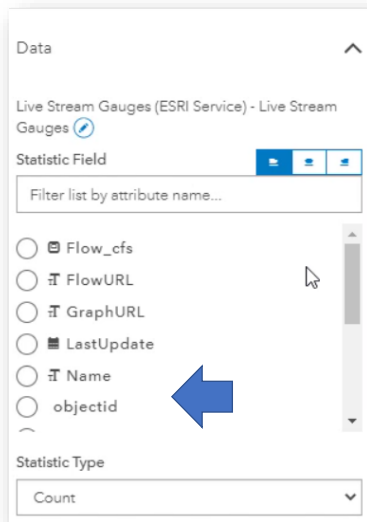 Data
Live Stream Gauges (ESRI Service) - Live Stream
Gauges
Statistic Field
Filter list by attribute name...
Flow_cfs
FlowURL
GraphURL
LastUpdate
Name
objectid
Statistic Type
Count